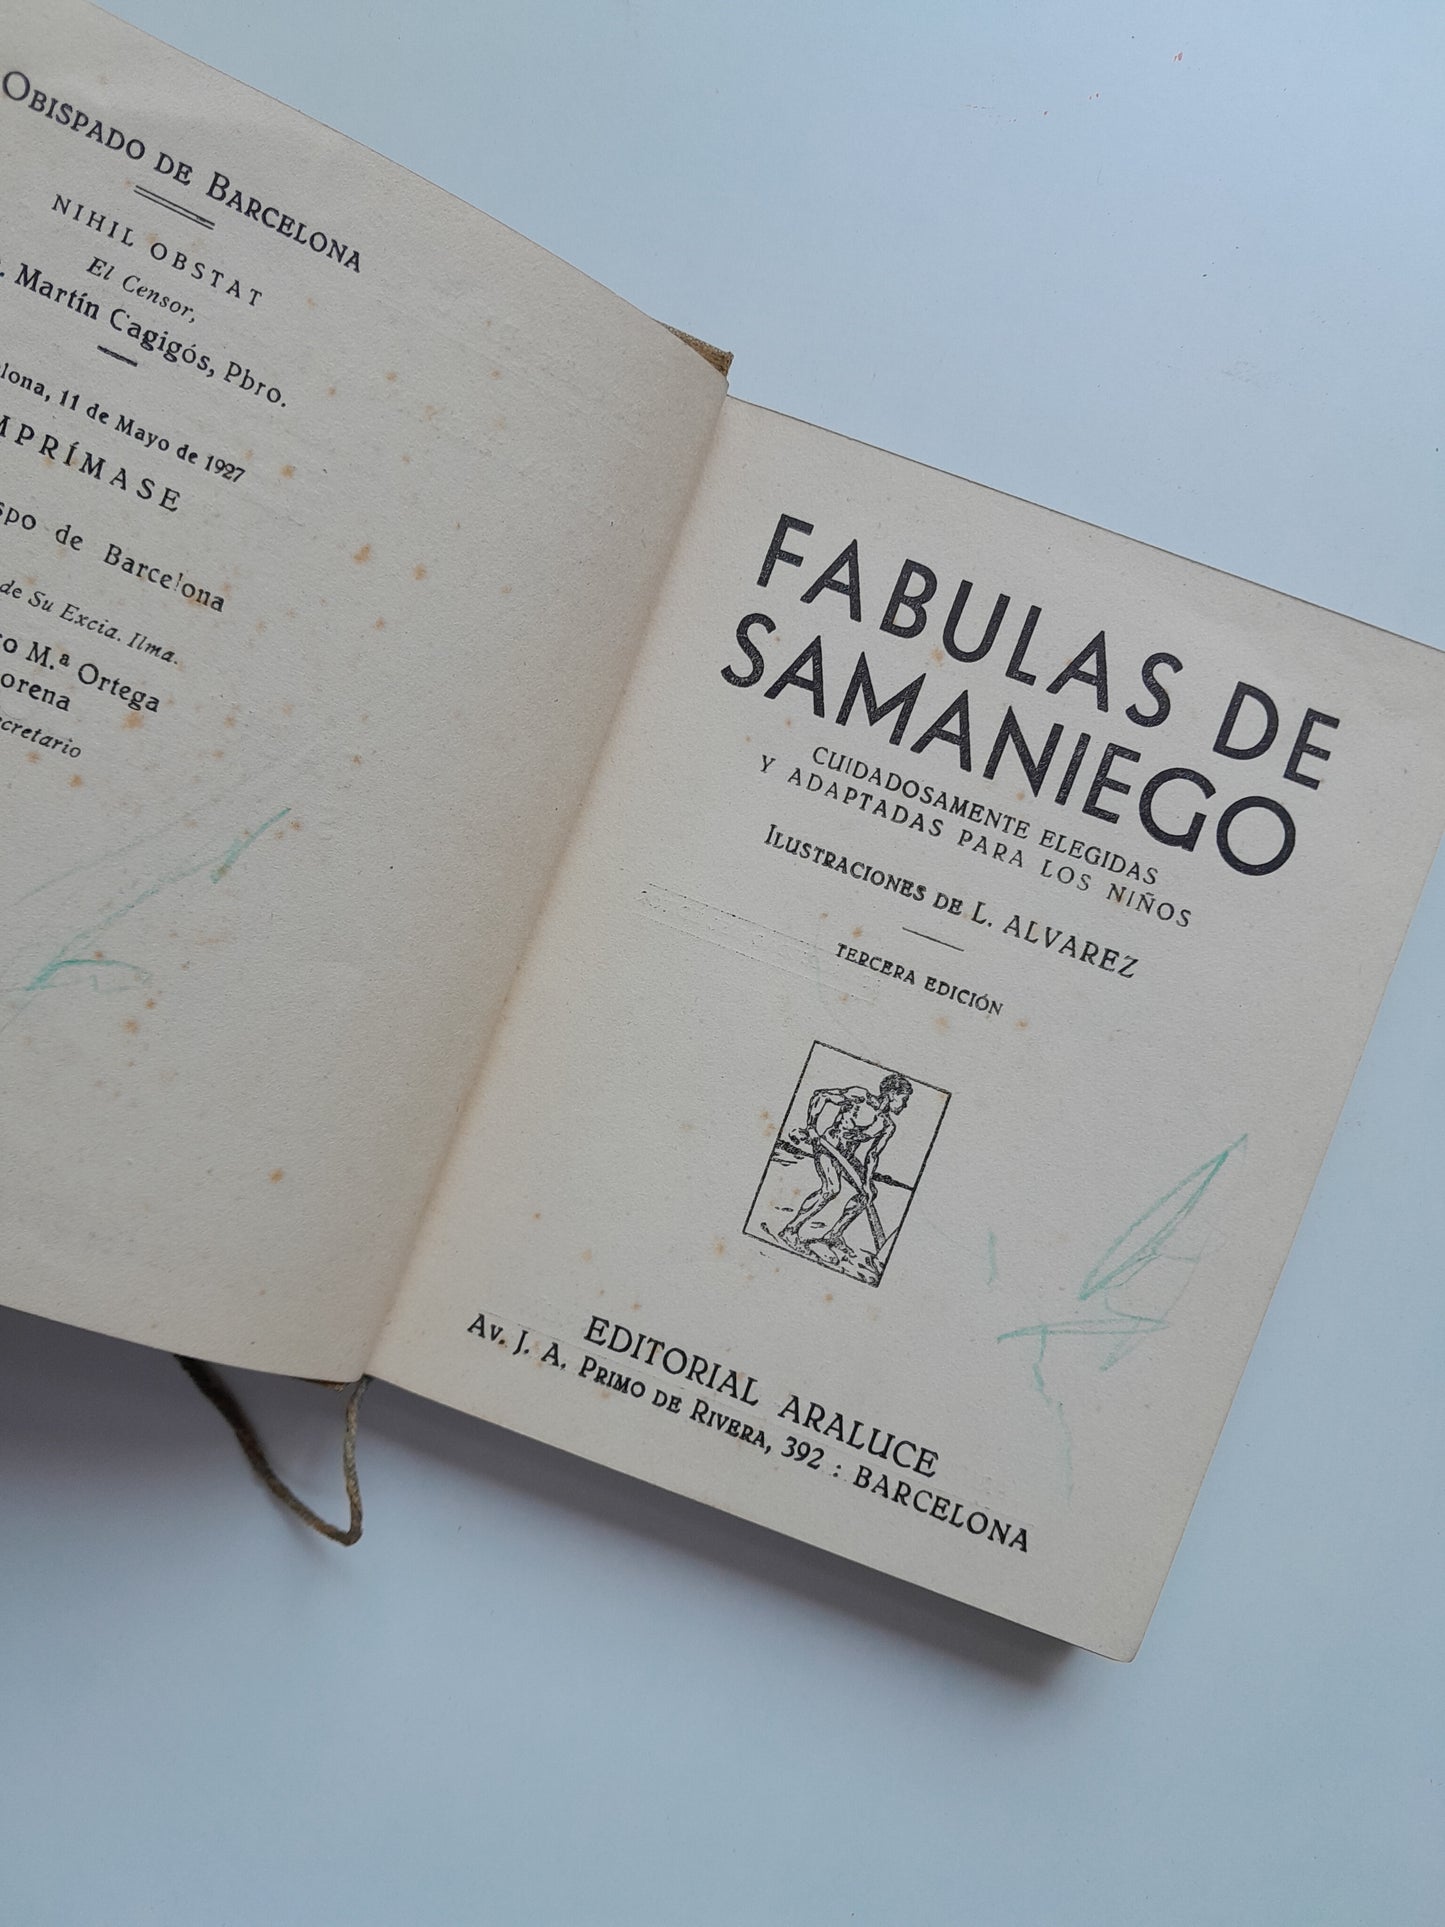 OBISPADO DE BARCELONA
NIHIL OBSTAT
El Censor,
Martín Cagigós, Pbro.
11 de Mayo de 1927
de Barcelona
de Su Excia. Ilma.
M.ª Ortega
FABULAS DE
SAMANIEGO
CUIDADOSAMENTE ELEGIDAS
Y ADAPTADAS PARA LOS NIÑOS
ILUSTRACIONES DE L. ALVAREZ
TERCERA EDICIÓN
EDITORIAL ARALUCE
AV. J. A. PRIMO DE RIVERA, 392 : BARCELONA